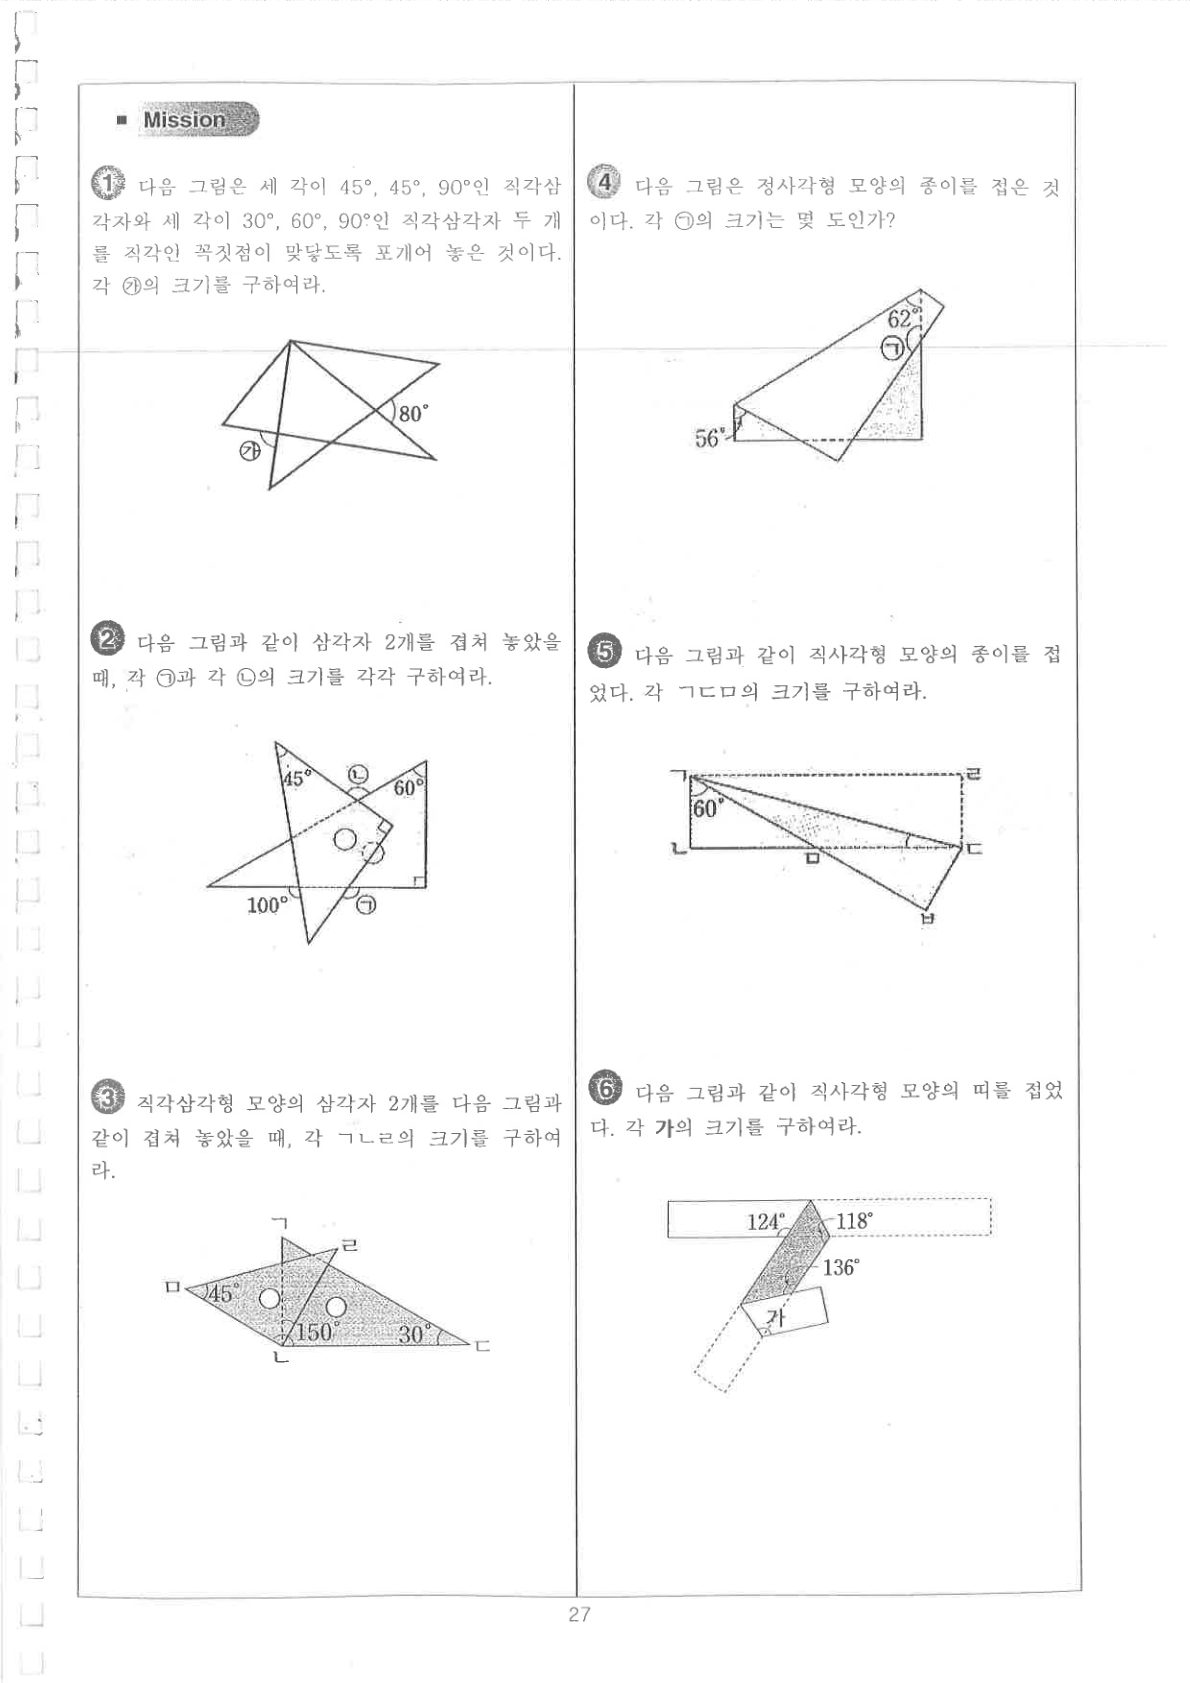 ■ Mission
1 다음 그림은 세 각이 45°, 45°, 90°인 직각삼
각자와 세 각이 30°, 60°, 90°인 직각삼각자 두 개
를 직각인 꼭짓점이 맞닿도록 포개어 놓은 것이다.
각 ㉮의 크기를 구하여라.
80°
㉮
2 다음 그림과 같이 삼각자 2개를 겹쳐 놓았을
때, 각 ㉠과 각 ㉡의 크기를 각각 구하여라.
45°
㉡
60°
100°
㉠
3 직각삼각형 모양의 삼각자 2개를 다음 그림과
같이 겹쳐 놓았을 때, 각 ㄱㄴㄹ의 크기를 구하여
라.
ㄱ
ㄹ
ㅁ
45°
150°
30°
ㄷ
ㄴ
4 다음 그림은 정사각형 모양의 종이를 접은 것
이다. 각 ㉠의 크기는 몇 도인가?
62°
㉠
56°
5 다음 그림과 같이 직사각형 모양의 종이를 접
었다. 각 ㄱㄷㅁ의 크기를 구하여라.
ㄱ
ㄹ
60°
ㄴ
ㅁ
ㄷ
ㅂ
6 다음 그림과 같이 직사각형 모양의 띠를 접었
다. 각 가의 크기를 구하여라.
124°
118°
136°
가
27